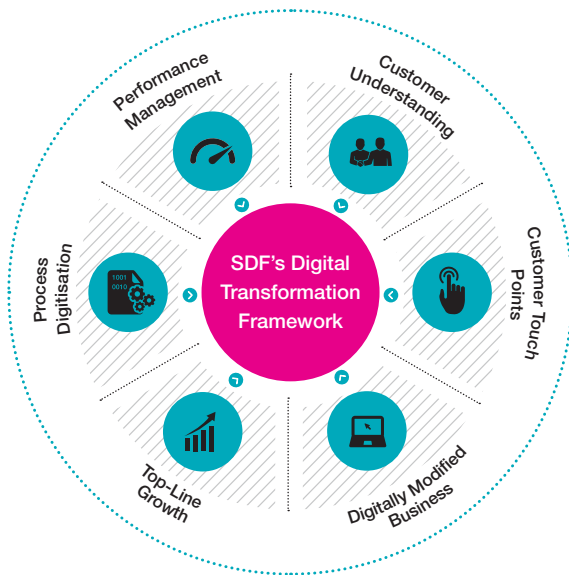 Performance
Management
Customer
Understanding
Process
Digitisation
1001
0010
SDF's Digital
Transformation
Framework
Customer Touch
Points
Top-Line
Growth
Digitally Modified
Business